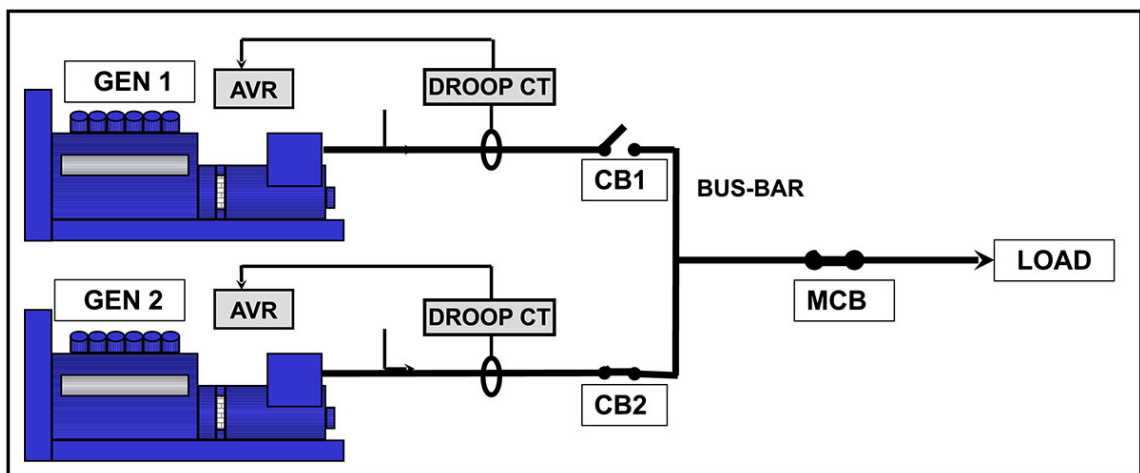 GEN 1
AVR
DROOP CT
CB1
BUS-BAR
GEN 2
AVR
DROOP CT
CB2
MCB
LOAD